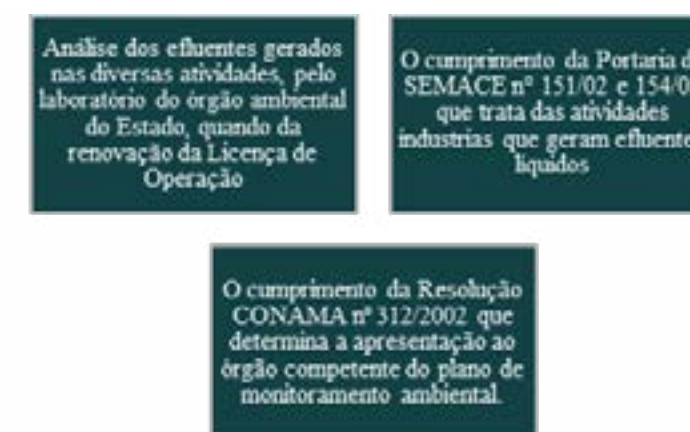 Análise dos efluentes gerados
nas diversas atividades, pelo
laboratório do órgão ambiental
do Estado, quando da
renovação da Licença de
Operação
O cumprimento da Portaria d
SEMACE nº 151/02 e 154/0
que trata das atividades
industrias que geram efluente
líquidos
O cumprimento da Resolução
CONAMA nº 312/2002 que
determina a apresentação ao
órgão competente do plano de
monitoramento ambiental.